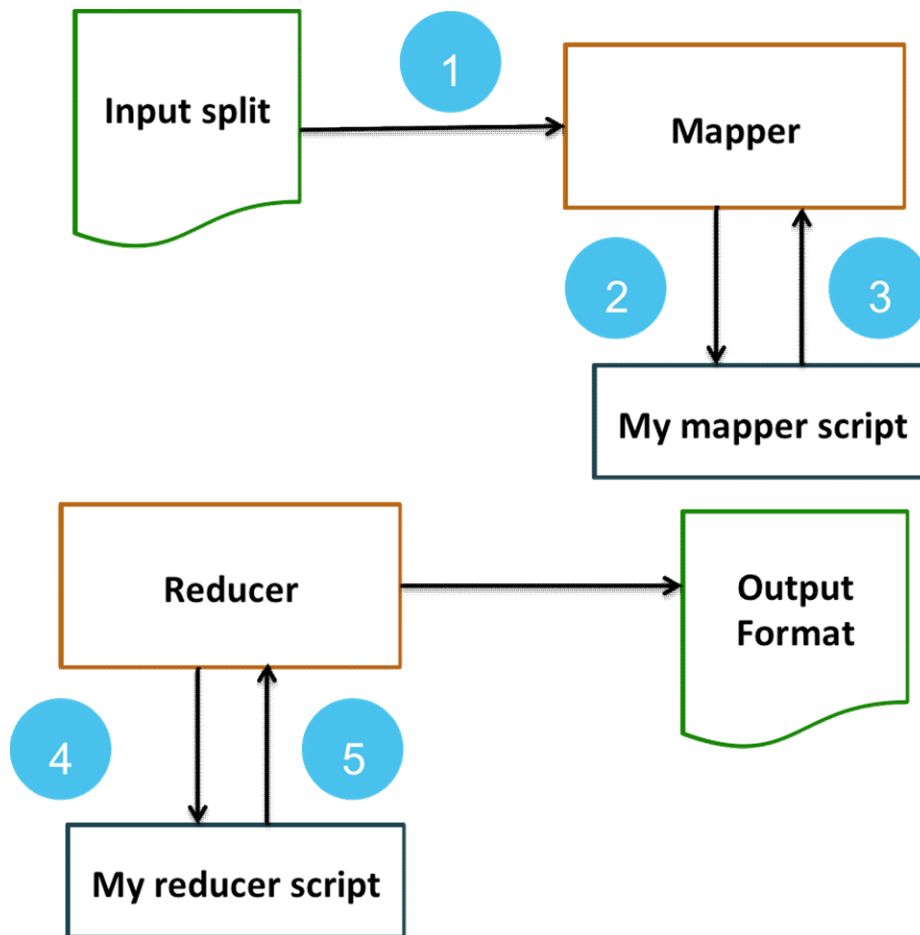 1
Input split
Mapper
2
3
My mapper script
Reducer
Output
Format
4
5
My reducer script